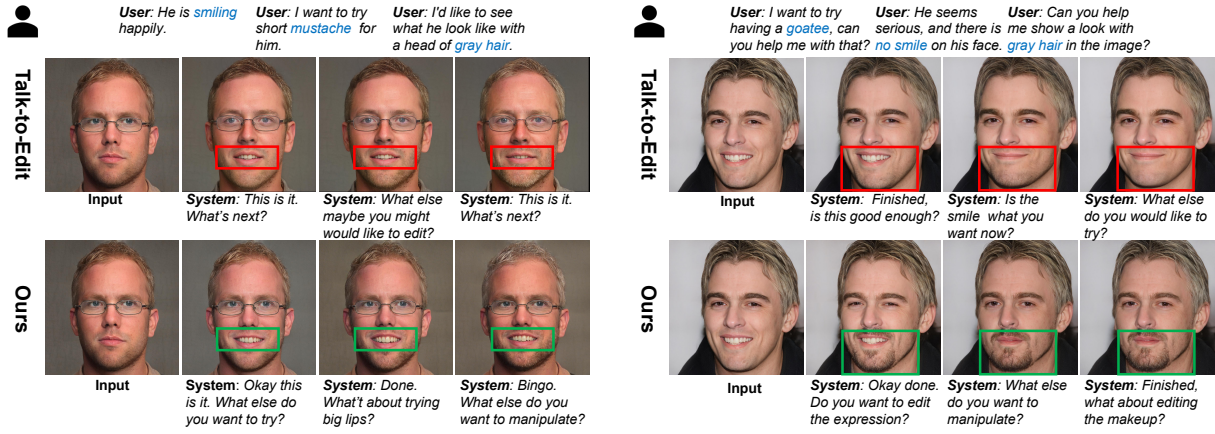 User: He is smiling
happily.
User: I want to try
short mustache for
him.
User: I'd like to see
what he look like with
a head of gray hair.
Talk-to-Edit
Input
System: This is it.
What's next?
System: What else
maybe you might
would like to edit?
System: This is it.
What's next?
Ours
Input
System: Okay this
is it. What else do
you want to try?
System: Done.
What't about trying
big lips?
System: Bingo.
What else do you
want to manipulate?
User: I want to try
having a goatee, can
you help me with that?
User: He seems
serious, and there is
no smile on his face.
User: Can you help
me show a look with
gray hair in the image?
Talk-to-Edit
Input
System: Finished,
is this good enough?
System: Is the
smile what you
want now?
System: What else
do you would like to
try?
Ours
Input
System: Okay done.
Do you want to edit
the expression?
System: What else
do you want to
manipulate?
System: Finished,
what about editing
the makeup?